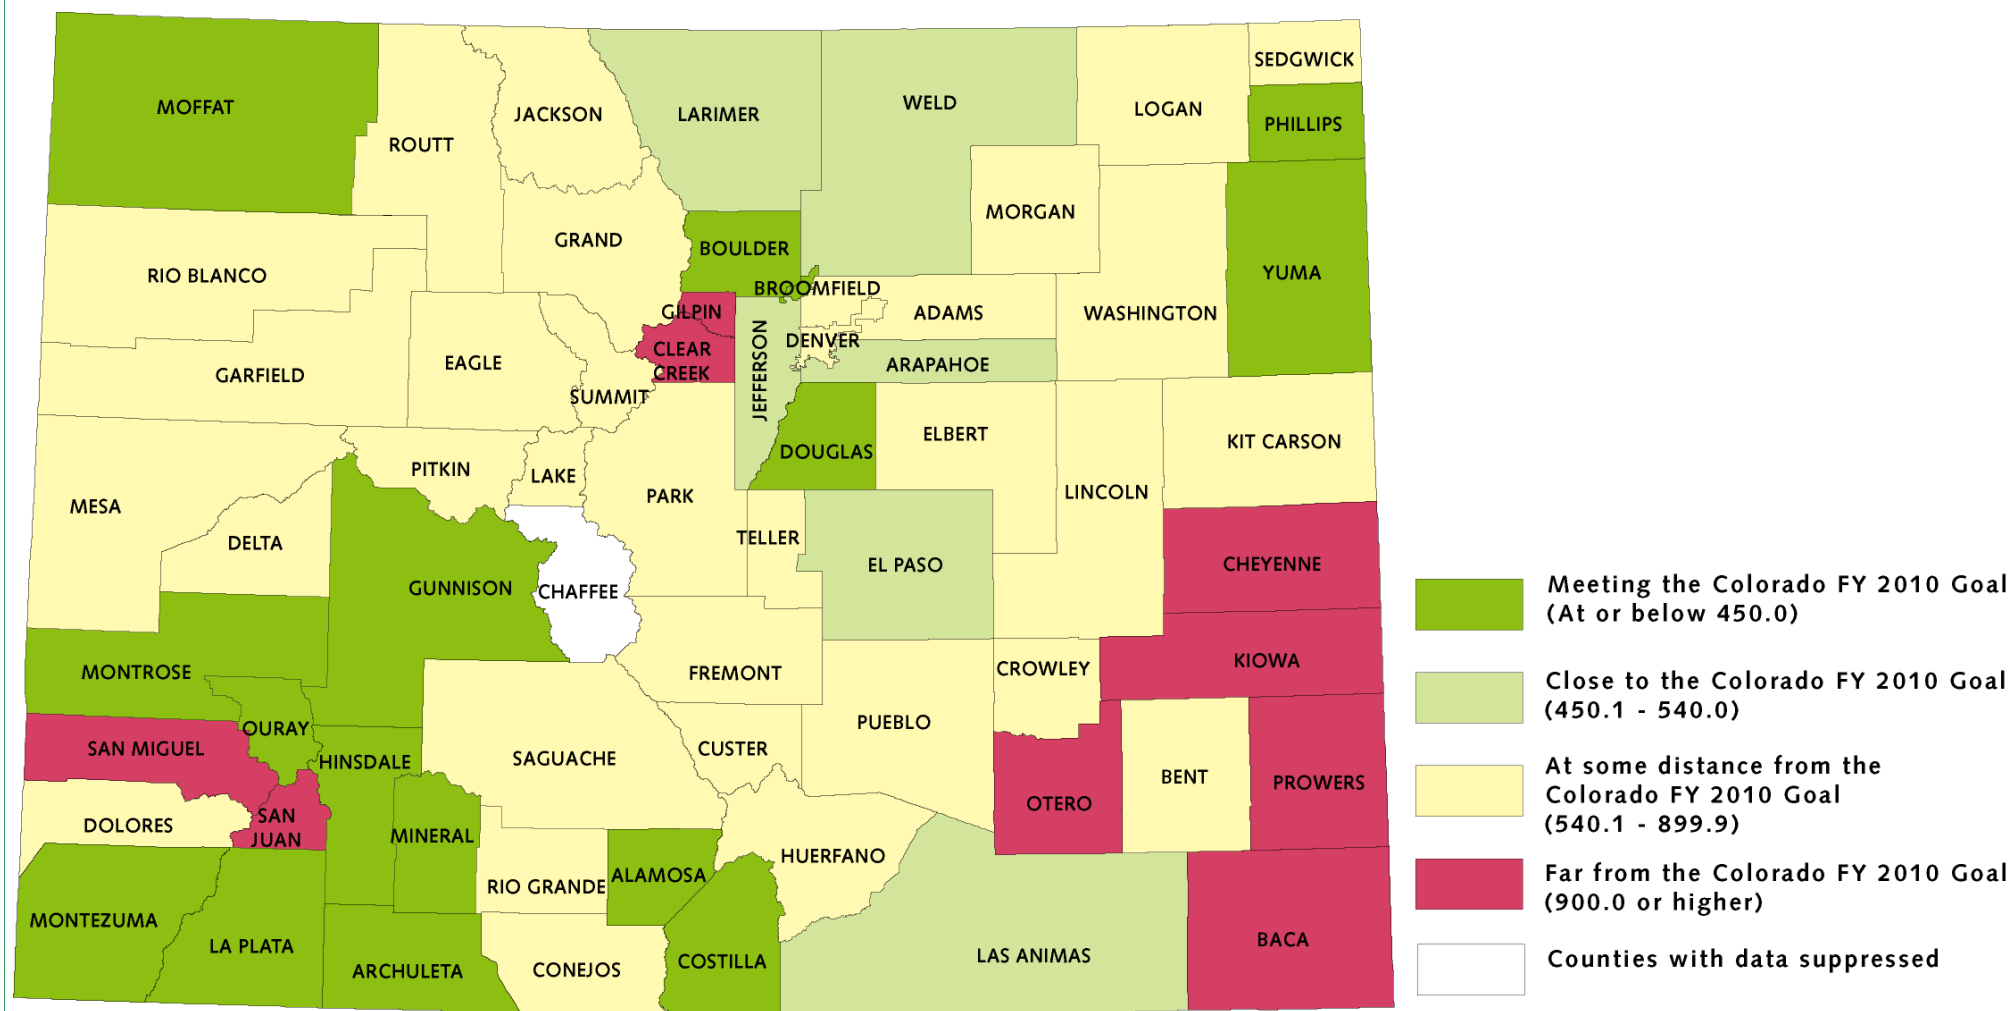 SEDGWICK
MOFFAT
JACKSON
LARIMER
WELD
LOGAN
PHILLIPS
ROUTT
MORGAN
GRAND
BOULDER
RIO BLANCO
YUMA
BROOMFIELD
GILPIN
ADAMS
WASHINGTON
DENVER
CLEAR
CREEK
JEFFERSON
ARAPAHOE
EAGLE
GARFIELD
SUMMIT
ELBERT
KIT CARSON
DOUGLAS
PITKIN
LAKE
PARK
LINCOLN
MESA
TELLER
DELTA
EL PASO
CHEYENNE
GUNNISON
CHAFFEE
KIOWA
CROWLEY
MONTROSE
FREMONT
PUEBLO
OURAY
SAN MIGUEL
CUSTER
SAGUACHE
HINSDALE
BENT
PROWERS
OTERO
SAN
JUAN
DOLORES
MINERAL
HUERFANO
RIO GRANDE
ALAMOSA
MONTEZUMA
LA PLATA
BACA
LAS ANIMAS
COSTILLA
CONEJOS
ARCHULETA
Meeting the Colorado FY 2010 Goal
(At or below 450.0)
Close to the Colorado FY 2010 Goal
(450.1 - 540.0)
At some distance from the
Colorado FY 2010 Goal
(540.1 - 899.9)
Far from the Colorado FY 2010 Goal
(900.0 or higher)
Counties with data suppressed